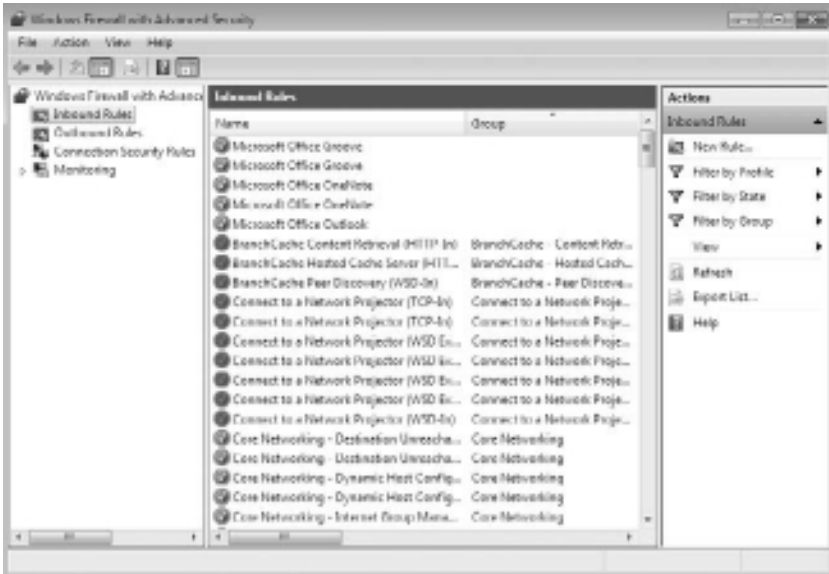 Windows Firewall with Advanced Security
File Action View Help
Windows Firewall with Advance
Inbound Rules
Outbound Rules
Connection Security Rules
Monitoring
Inbound Rules
Name Group
Microsoft Office Groove
Microsoft Office Groove
Microsoft Office OneNote
Microsoft Office OneNote
Microsoft Office Outlook
BranchCache Content Retrieval (HTTP-In) BranchCache - Content Retr...
BranchCache Hosted Cache Server (HTT... BranchCache - Hosted Cach...
BranchCache Peer Discovery (WSD-In) BranchCache - Peer Discove...
Connect to a Network Projector (TCP-In) Connect to a Network Proje...
Connect to a Network Projector (TCP-In) Connect to a Network Proje...
Connect to a Network Projector (WSD Ev... Connect to a Network Proje...
Connect to a Network Projector (WSD Ev... Connect to a Network Proje...
Connect to a Network Projector (WSD Ev... Connect to a Network Proje...
Connect to a Network Projector (WSD Ev... Connect to a Network Proje...
Connect to a Network Projector (WSD-In) Connect to a Network Proje...
Core Networking - Destination Unreacha... Core Networking
Core Networking - Destination Unreacha... Core Networking
Core Networking - Dynamic Host Config... Core Networking
Core Networking - Dynamic Host Config... Core Networking
Core Networking - Internet Group Mana... Core Networking
Actions
Inbound Rules
New Rule...
Filter by Profile
Filter by State
Filter by Group
View
Refresh
Export List...
Help